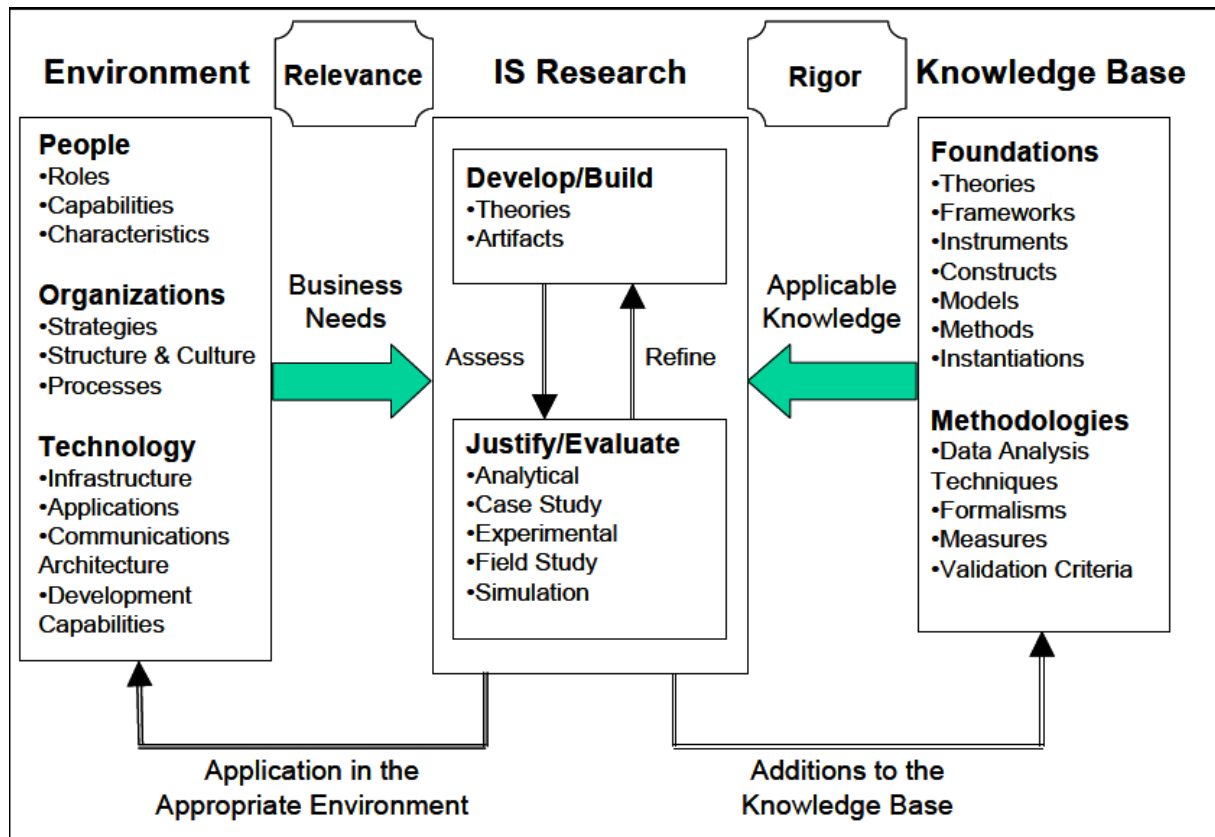 Environment
Relevance
IS Research
Rigor
Knowledge Base
People
•Roles
•Capabilities
•Characteristics
Organizations
•Strategies
•Structure & Culture
•Processes
Technology
•Infrastructure
•Applications
•Communications
Architecture
•Development
Capabilities
Business
Needs
Develop/Build
•Theories
•Artifacts
Assess
Refine
Justify/Evaluate
•Analytical
•Case Study
•Experimental
•Field Study
•Simulation
Applicable
Knowledge
Foundations
•Theories
•Frameworks
•Instruments
•Constructs
•Models
•Methods
•Instantiations
Methodologies
•Data Analysis
Techniques
•Formalisms
•Measures
•Validation Criteria
Application in the
Appropriate Environment
Additions to the
Knowledge Base